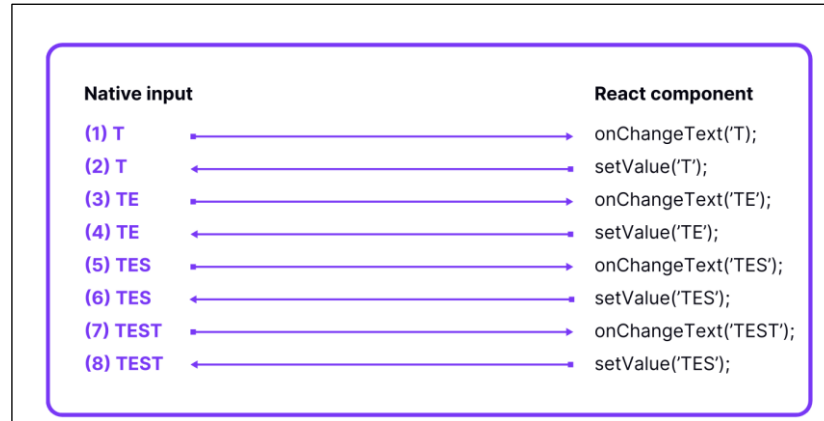 Native input React component
(1) T onChangeText('T);
(2) T setValue('T');
(3) TE onChangeText('TE');
(4) TE setValue('TE');
(5) TES onChangeText('TES');
(6) TES setValue('TES');
(7) TEST onChangeText('TEST');
(8) TEST setValue('TES');